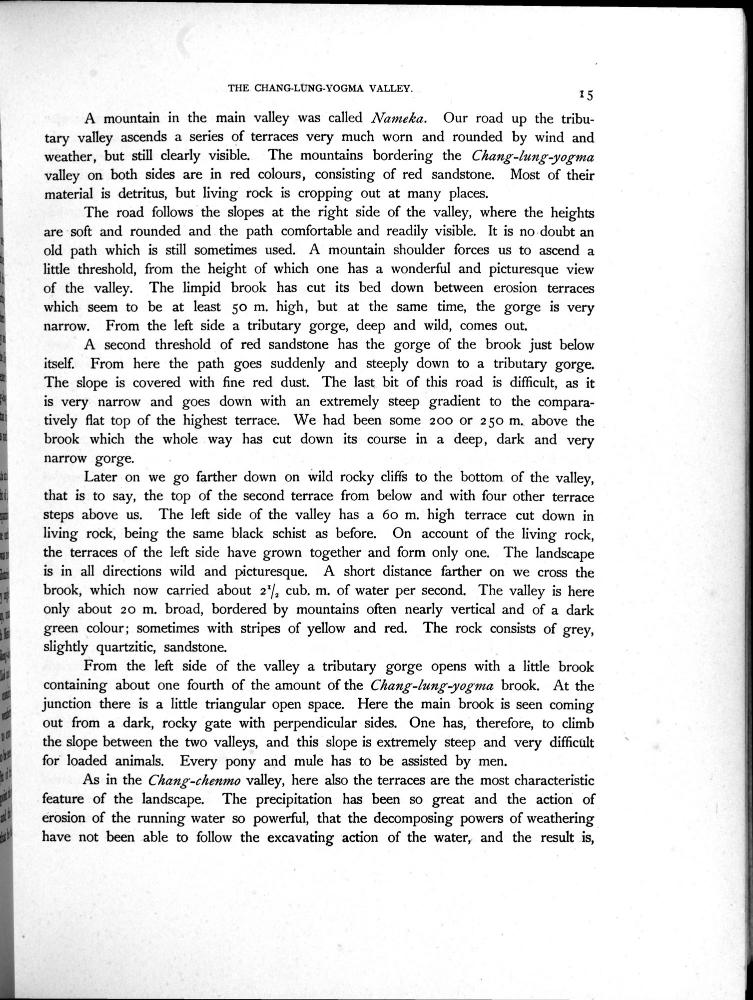 THE CHANG-LUNG-YOGMA VALLEY.
15
A mountain in the main valley was called Nameka. Our road up the tribu-
tary valley ascends a series of terraces very much worn and rounded by wind and
weather, but still clearly visible. The mountains bordering the Chang-lung-yogma
valley on both sides are in red colours, consisting of red sandstone. Most of their
material is detritus, but living rock is cropping out at many places.
The road follows the slopes at the right side of the valley, where the heights
are soft and rounded and the path comfortable and readily visible. It is no doubt an
old path which is still sometimes used. A mountain shoulder forces us to ascend a
little threshold, from the height of which one has a wonderful and picturesque view
of the valley. The limpid brook has cut its bed down between erosion terraces
which seem to be at least 50 m. high, but at the same time, the gorge is very
narrow. From the left side a tributary gorge, deep and wild, comes out.
A second threshold of red sandstone has the gorge of the brook just below
itself. From here the path goes suddenly and steeply down to a tributary gorge.
The slope is covered with fine red dust. The last bit of this road is difficult, as it
is very narrow and goes down with an extremely steep gradient to the compara-
tively flat top of the highest terrace. We had been some 200 or 250 m. above the
brook which the whole way has cut down its course in a deep, dark and very
narrow gorge.
Later on we go farther down on wild rocky cliffs to the bottom of the valley,
that is to say, the top of the second terrace from below and with four other terrace
steps above us. The left side of the valley has a 60 m. high terrace cut down in
living rock, being the same black schist as before. On account of the living rock,
the terraces of the left side have grown together and form only one. The landscape
is in all directions wild and picturesque. A short distance farther on we cross the
brook, which now carried about 2¹/₂ cub. m. of water per second. The valley is here
only about 20 m. broad, bordered by mountains often nearly vertical and of a dark
green colour; sometimes with stripes of yellow and red. The rock consists of grey,
slightly quartzitic, sandstone.
From the left side of the valley a tributary gorge opens with a little brook
containing about one fourth of the amount of the Chang-lung-yogma brook. At the
junction there is a little triangular open space. Here the main brook is seen coming
out from a dark, rocky gate with perpendicular sides. One has, therefore, to climb
the slope between the two valleys, and this slope is extremely steep and very difficult
for loaded animals. Every pony and mule has to be assisted by men.
As in the Chang-chenmo valley, here also the terraces are the most characteristic
feature of the landscape. The precipitation has been so great and the action of
erosion of the running water so powerful, that the decomposing powers of weathering
have not been able to follow the excavating action of the water, and the result is,